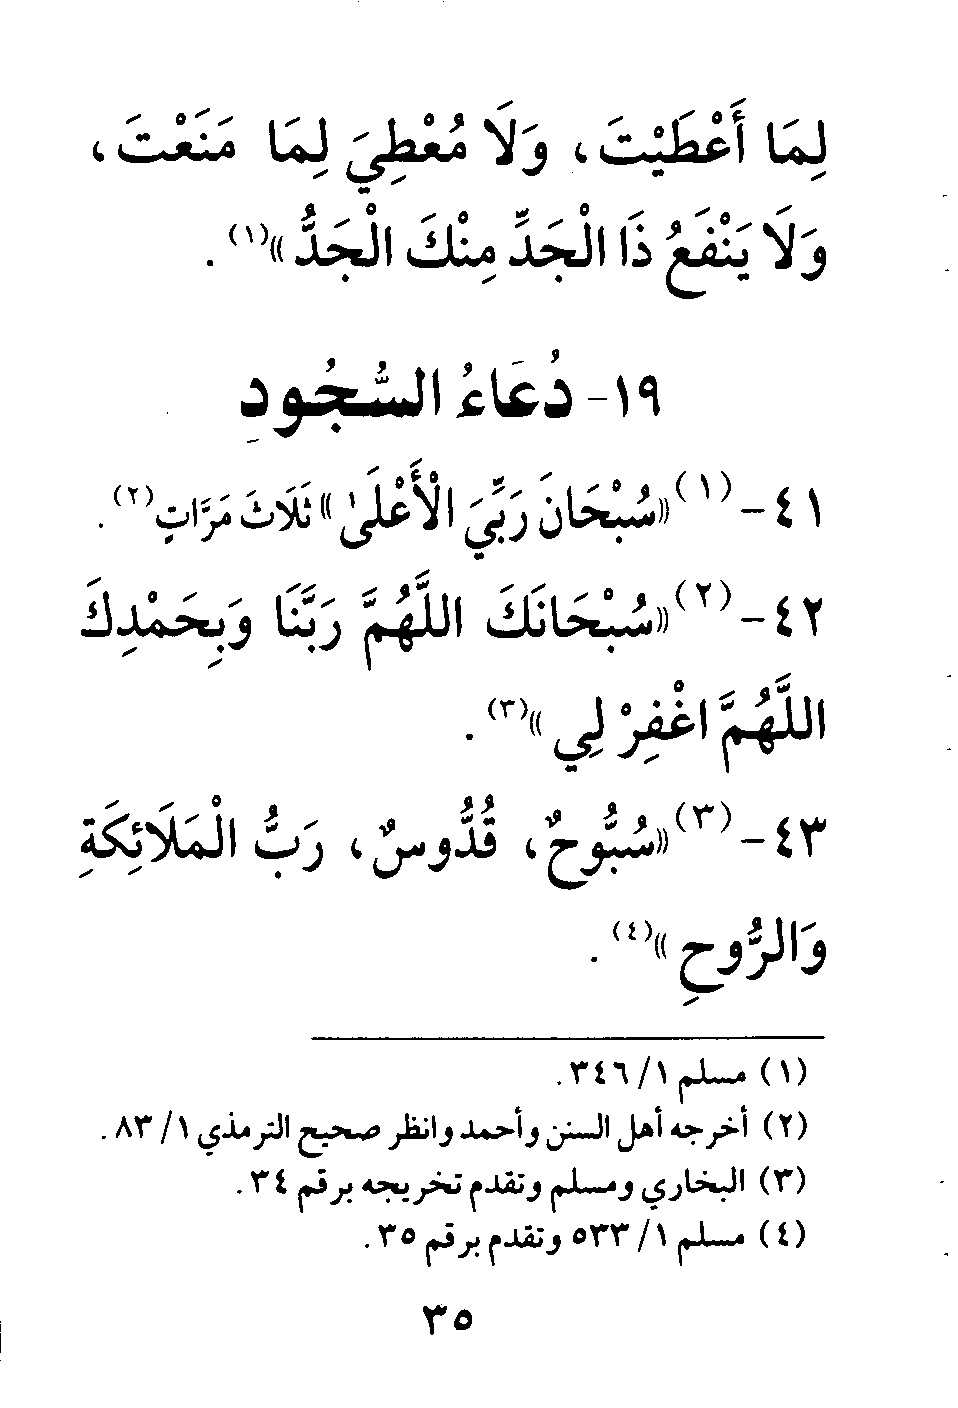 لِمَا أَعْطَيْتَ، وَلَا مُعْطِيَ لِمَا مَنَعْتَ،
وَلَا يَنْفَعُ ذَا الْجَدِّ مِنْكَ الْجَدُّ»(١).
١٩- دُعَاءُ السُّجُودِ
٤١-(١)«سُبْحَانَ رَبِّيَ الْأَعْلَىٰ» ثَلَاثَ مَرَّاتٍ(٢).
٤٢-(٢)«سُبْحَانَكَ اللَّهُمَّ رَبَّنَا وَبِحَمْدِكَ
اللَّهُمَّ اغْفِرْ لِي»(٣).
٤٣-(٣)«سُبُّوحٌ، قُدُّوسٌ، رَبُّ الْمَلَائِكَةِ
وَالرُّوحِ»(٤).
(١) مسلم ١/ ٣٤٦.
(٢) أخرجه أهل السنن وأحمد وانظر صحيح الترمذي ١/ ٨٣.
(٣) البخاري ومسلم وتقدم تخريجه برقم ٣٤.
(٤) مسلم ١/ ٥٣٣ وتقدم برقم ٣٥.
٣٥